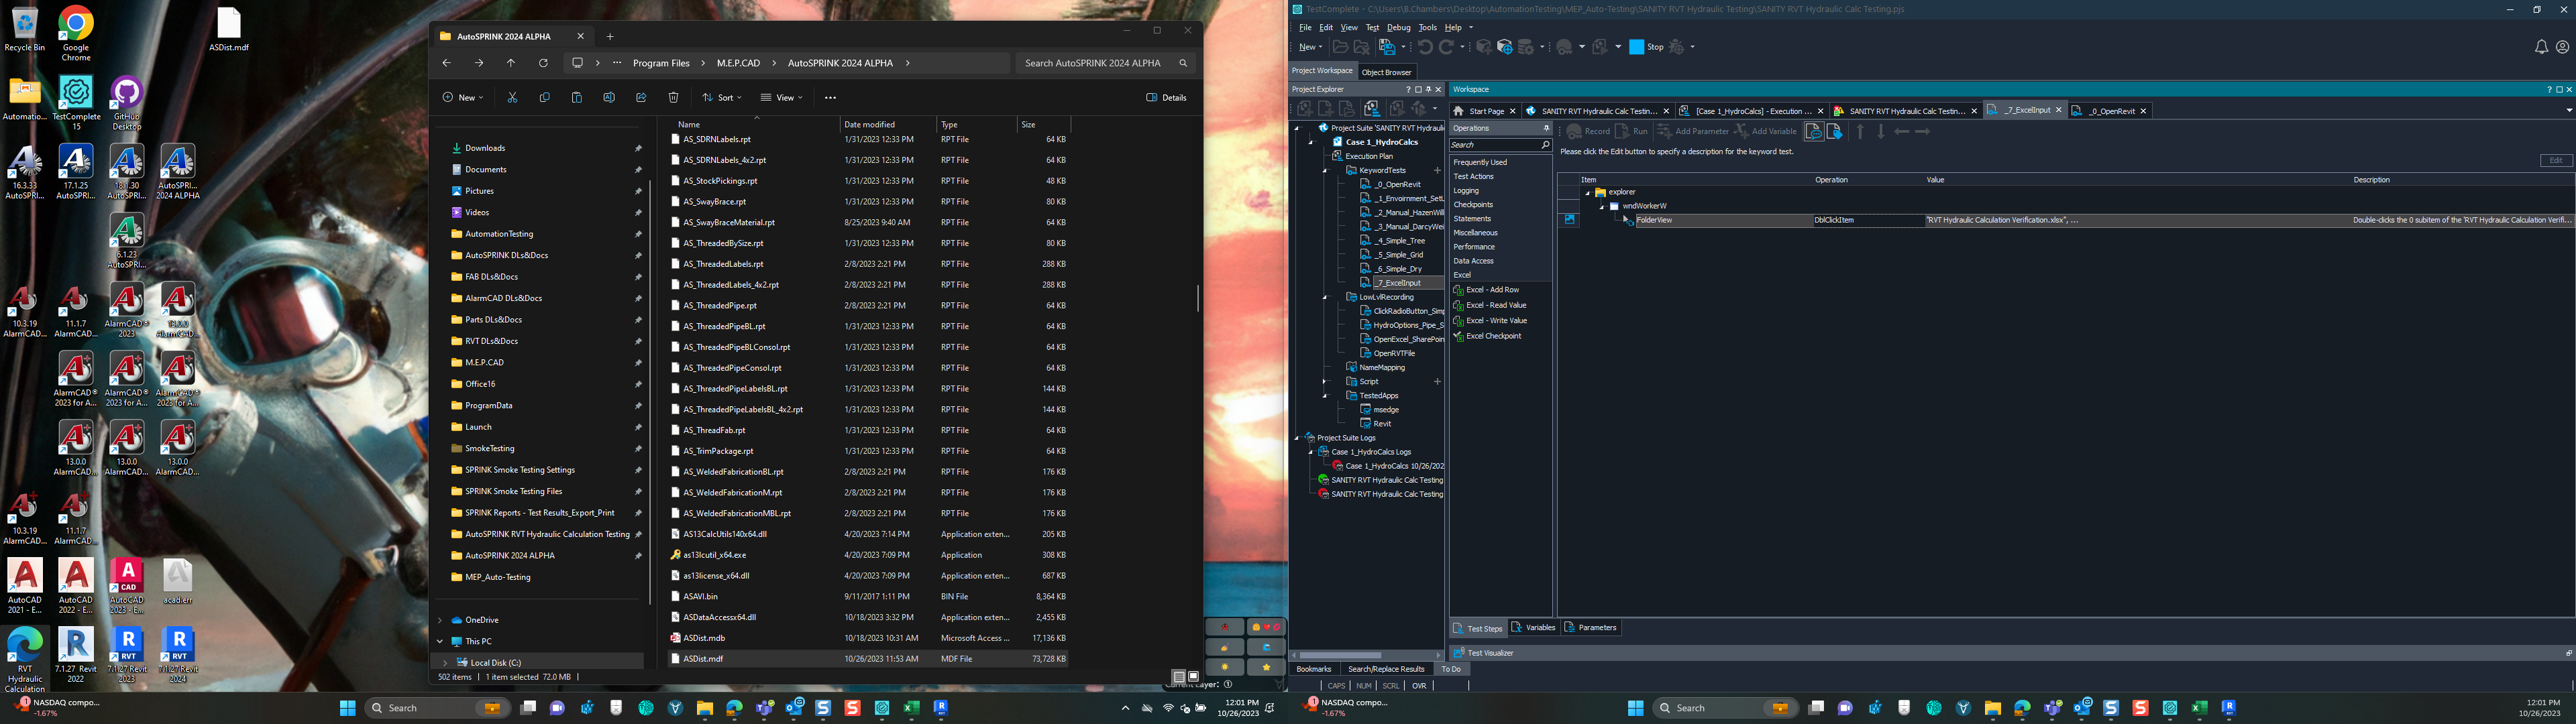 Recycle Bin
Google Chrome
ASDist.mdf
Automatio...
TestComplete 15
GitHub Desktop
16.3.33 AutoSPRI...
17.1.25 AutoSPRI...
18.1.30 AutoSPRI...
AutoSPRI... 2024 ALPHA
6.1.23 AutoSPRI...
10.3.19 AlarmCAD...
11.1.7 AlarmCAD...
AlarmCAD® 2023
13.0.0 AlarmCAD...
AlarmCAD® 2023 for A...
AlarmCAD® 2023 for A...
AlarmCAD® 2023 for A...
13.0.0 AlarmCAD...
13.0.0 AlarmCAD...
13.0.0 AlarmCAD...
10.3.19 AlarmCAD...
11.1.7 AlarmCAD...
AutoCAD 2021 - E...
AutoCAD 2022 - E...
AutoCAD 2023 - E...
acad.err
RVT Hydraulic Calculation
7.1.27 Revit 2022
7.1.27 Revit 2023
7.1.27 Revit 2024
AutoSPRINK 2024 ALPHA
Program Files > M.E.P.CAD > AutoSPRINK 2024 ALPHA >
Search AutoSPRINK 2024 ALPHA
New
Sort
View
Details
Downloads
Documents
Pictures
Videos
AutomationTesting
AutoSPRINK DLs&Docs
FAB DLs&Docs
AlarmCAD DLs&Docs
Parts DLs&Docs
RVT DLs&Docs
M.E.P.CAD
Office16
ProgramData
Launch
SmokeTesting
SPRINK Smoke Testing Settings
SPRINK Smoke Testing Files
SPRINK Reports - Test Results_Export_Print
AutoSPRINK RVT Hydraulic Calculation Testing
AutoSPRINK 2024 ALPHA
MEP_Auto-Testing
OneDrive
This PC
Local Disk (C:)
Name Date modified Type Size
AS_SDRNLabels.rpt 1/31/2023 12:33 PM RPT File 64 KB
AS_SDRNLabels_4x2.rpt 1/31/2023 12:33 PM RPT File 64 KB
AS_StockPickings.rpt 1/31/2023 12:33 PM RPT File 48 KB
AS_SwayBrace.rpt 1/31/2023 12:33 PM RPT File 80 KB
AS_SwayBraceMaterial.rpt 8/25/2023 9:40 AM RPT File 64 KB
AS_ThreadedBySize.rpt 1/31/2023 12:33 PM RPT File 80 KB
AS_ThreadedLabels.rpt 2/8/2023 2:21 PM RPT File 288 KB
AS_ThreadedLabels_4x2.rpt 2/8/2023 2:21 PM RPT File 288 KB
AS_ThreadedPipe.rpt 2/8/2023 2:21 PM RPT File 64 KB
AS_ThreadedPipeBL.rpt 1/31/2023 12:33 PM RPT File 64 KB
AS_ThreadedPipeBLConsol.rpt 1/31/2023 12:33 PM RPT File 64 KB
AS_ThreadedPipeConsol.rpt 1/31/2023 12:33 PM RPT File 64 KB
AS_ThreadedPipeLabelsBL.rpt 1/31/2023 12:33 PM RPT File 144 KB
AS_ThreadedPipeLabelsBL_4x2.rpt 1/31/2023 12:33 PM RPT File 144 KB
AS_ThreadFab.rpt 1/31/2023 12:33 PM RPT File 64 KB
AS_TrimPackage.rpt 1/31/2023 12:33 PM RPT File 64 KB
AS_WeldedFabricationBL.rpt 2/8/2023 2:21 PM RPT File 176 KB
AS_WeldedFabricationM.rpt 2/8/2023 2:21 PM RPT File 176 KB
AS_WeldedFabricationMBL.rpt 2/8/2023 2:21 PM RPT File 176 KB
AS13CalcUtils140x64.dll 4/20/2023 7:14 PM Application exten... 205 KB
as13lcutil_x64.exe 4/20/2023 7:09 PM Application 308 KB
as13license_x64.dll 4/20/2023 7:09 PM Application exten... 687 KB
ASAVI.bin 9/11/2017 1:11 PM BIN File 8,364 KB
ASDataAccessx64.dll 10/18/2023 3:32 PM Application exten... 2,455 KB
ASDist.mdb 10/18/2023 10:31 AM Microsoft Access ... 17,136 KB
ASDist.mdf 10/26/2023 11:53 AM MDF File 73,728 KB
502 items 1 item selected 72.0 MB
Current Layer:
NASDAQ compo...
-1.67%
Search
12:01 PM
10/26/2023
TestComplete - C:\Users\B.Chambers\Desktop\AutomationTesting\MEP_Auto-Testing\SANITY RVT Hydraulic Testing\SANITY RVT Hydraulic Calc Testing.pjs
File Edit View Test Debug Tools Help
New
Stop
Project Workspace
Object Browser
Project Explorer
Workspace
Start Page
SANITY RVT Hydraulic Calc Testin...
[Case 1_HydroCalcs] - Execution ...
SANITY RVT Hydraulic Calc Testin...
_7_ExcelInput
_0_OpenRevit
Project Suite 'SANITY RVT Hydrauli
Case 1_HydroCalcs
Execution Plan
KeywordTests
_0_OpenRevit
_1_Envoirnment_SetU
_2_Manual_HazenWill
_3_Manual_DarcyWei
_4_Simple_Tree
_5_Simple_Grid
_6_Simple_Dry
_7_ExcelInput
LowLvlRecording
ClickRadioButton_Simp
HydroOptions_Pipe_S
OpenExcel_SharePoin
OpenRVTFile
NameMapping
Script
TestedApps
msedge
Revit
Project Suite Logs
Case 1_HydroCalcs Logs
Case 1_HydroCalcs 10/26/202
SANITY RVT Hydraulic Calc Testing
SANITY RVT Hydraulic Calc Testing
Bookmarks
Search/Replace Results
To Do
CAPS NUM SCRL OVR
Operations
Search
Frequently Used
Test Actions
Logging
Checkpoints
Statements
Miscellaneous
Performance
Data Access
Excel
Excel - Add Row
Excel - Read Value
Excel - Write Value
Excel Checkpoint
Record
Run
Add Parameter
Add Variable
Please click the Edit button to specify a description for the keyword test.
Edit
Item Operation Value Description
explorer
wndWorkerW
FolderView DblClickItem "RVT Hydraulic Calculation Verification.xlsx", ... Double-clicks the 0 subitem of the 'RVT Hydraulic Calculation Verifi...
Test Steps
Variables
Parameters
Test Visualizer
NASDAQ compo...
-1.67%
Search
12:01 PM
10/26/2023